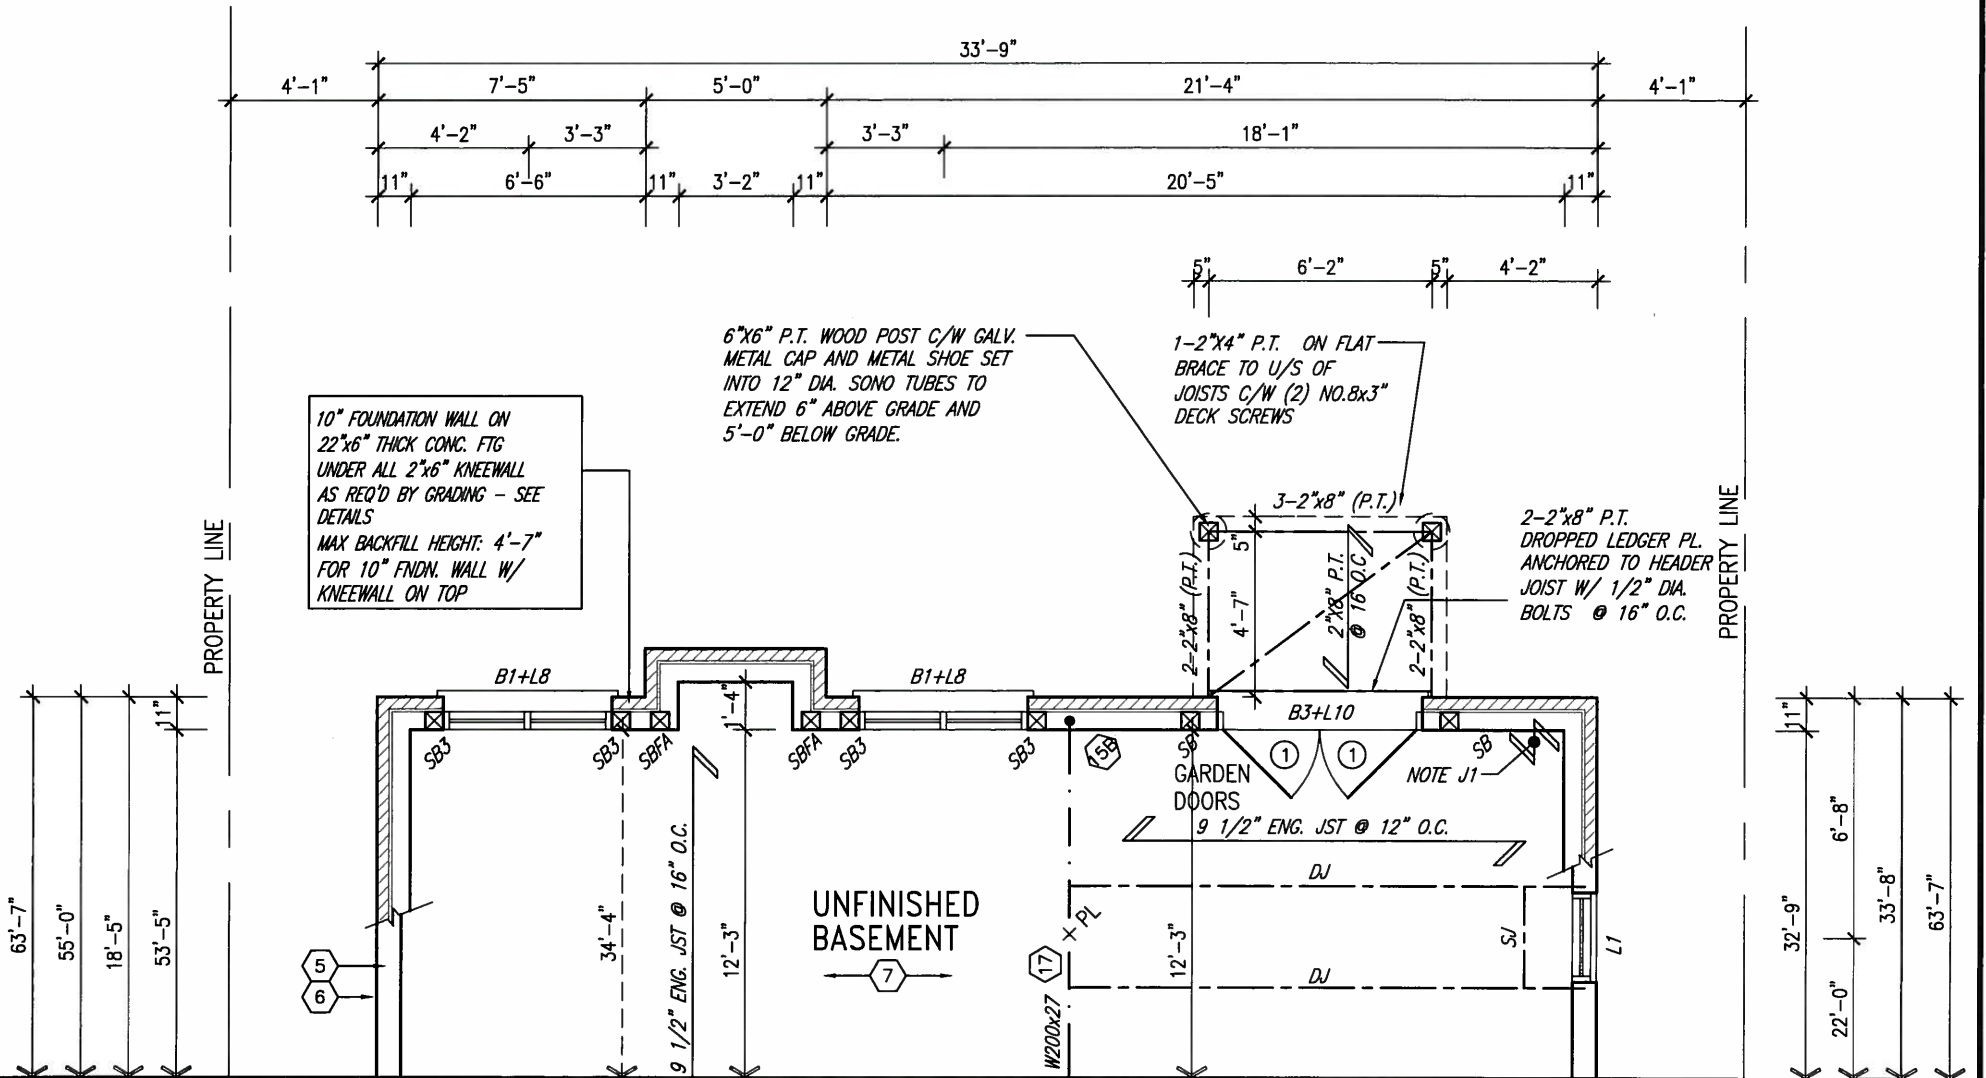 33'-9"
4'-1" 7'-5" 5'-0" 21'-4" 4'-1"
4'-2" 3'-3" 3'-3" 18'-1"
11" 6'-6" 11" 3'-2" 11" 20'-5" 11"
5" 6'-2" 5" 4'-2"
6"X6" P.T. WOOD POST C/W GALV.
METAL CAP AND METAL SHOE SET
INTO 12" DIA. SONO TUBES TO
EXTEND 6" ABOVE GRADE AND
5'-0" BELOW GRADE.
1-2"X4" P.T. ON FLAT
BRACE TO U/S OF
JOISTS C/W (2) NO.8x3"
DECK SCREWS
10" FOUNDATION WALL ON
22"x6" THICK CONC. FTG
UNDER ALL 2"x6" KNEEWALL
AS REQ'D BY GRADING - SEE
DETAILS
MAX BACKFILL HEIGHT: 4'-7"
FOR 10" FNDN. WALL W/
KNEEWALL ON TOP
2-2"x8" P.T.
DROPPED LEDGER PL.
ANCHORED TO HEADER
JOIST W/ 1/2" DIA.
BOLTS @ 16" O.C.
PROPERTY LINE
PROPERTY LINE
3-2"x8" (P.T.)
2-2"x8" (P.T.)
5"
4'-7"
2"X8" P.T.
@ 16" O.C
2-2"x8" (P.T.)
B1+L8
B1+L8
B3+L10
1'-4"
SB3
SB3
SBFA
SBFA
SB3
SB3
15B
SB
SB
1
1
GARDEN
DOORS
NOTE J1
9 1/2" ENG. JST @ 12" O.C.
DJ
SJ
DJ
L1
UNFINISHED
BASEMENT
7
PL
17
W200x27
12'-3"
5
6
34'-4"
9 1/2" ENG. JST @ 16" O.C.
12'-3"
63'-7"
55'-0"
18'-5"
11"
53'-5"
11"
32'-9"
6'-8"
22'-0"
33'-8"
63'-7"